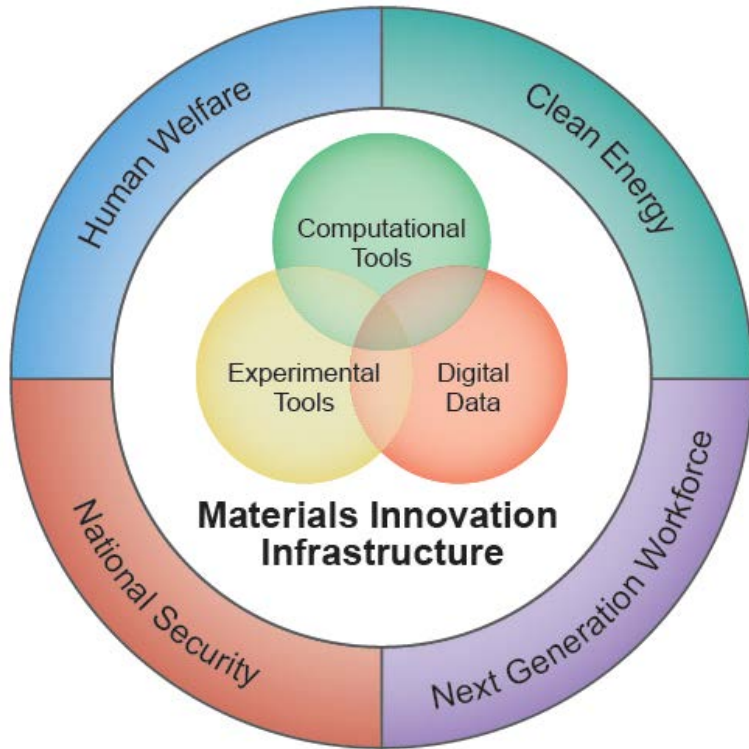 Human Welfare
Clean Energy
Computational
Tools
Experimental
Tools
Digital
Data
Materials Innovation
Infrastructure
National Security
Next Generation Workforce